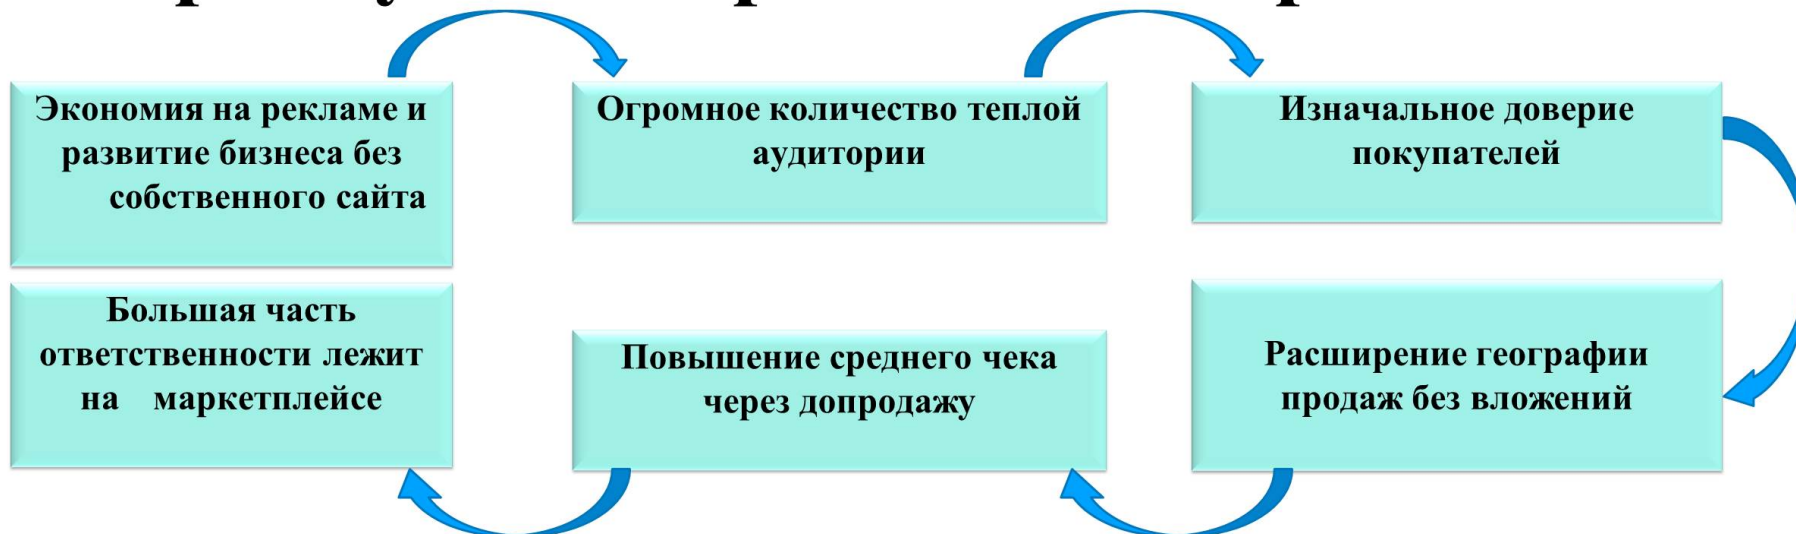 Экономия на рекламе и
развитие бизнеса без
собственного сайта
Огромное количество теплой
аудитории
Изначальное доверие
покупателей
Расширение географии
продаж без вложений
Повышение среднего чека
через допродажу
Большая часть
ответственности лежит
на маркетплейсе